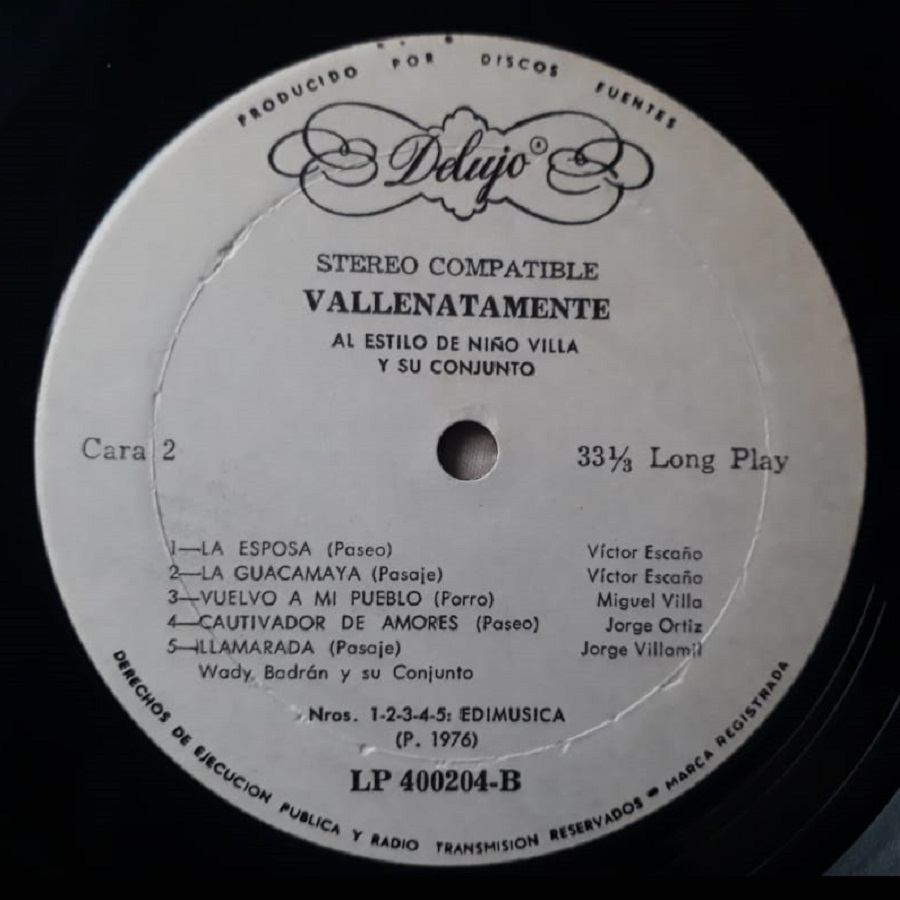 PRODUCIDO POR DISCOS FUENTES
Delujo ®
STEREO COMPATIBLE
VALLENATAMENTE
AL ESTILO DE NIÑO VILLA
Y SU CONJUNTO
Cara 2
33⅓ Long Play
1—LA ESPOSA (Paseo) Víctor Escaño
2—LA GUACAMAYA (Pasaje) Víctor Escaño
3—VUELVO A MI PUEBLO (Porro) Miguel Villa
4—CAUTIVADOR DE AMORES (Paseo) Jorge Ortiz
5—LLAMARADA (Pasaje) Jorge Villamil
Wady Badrán y su Conjunto
Nros. 1-2-3-4-5: EDIMUSICA
(P. 1976)
LP 400204-B
DERECHOS DE EJECUCION PUBLICA Y RADIO TRANSMISION RESERVADOS = MARCA REGISTRADA